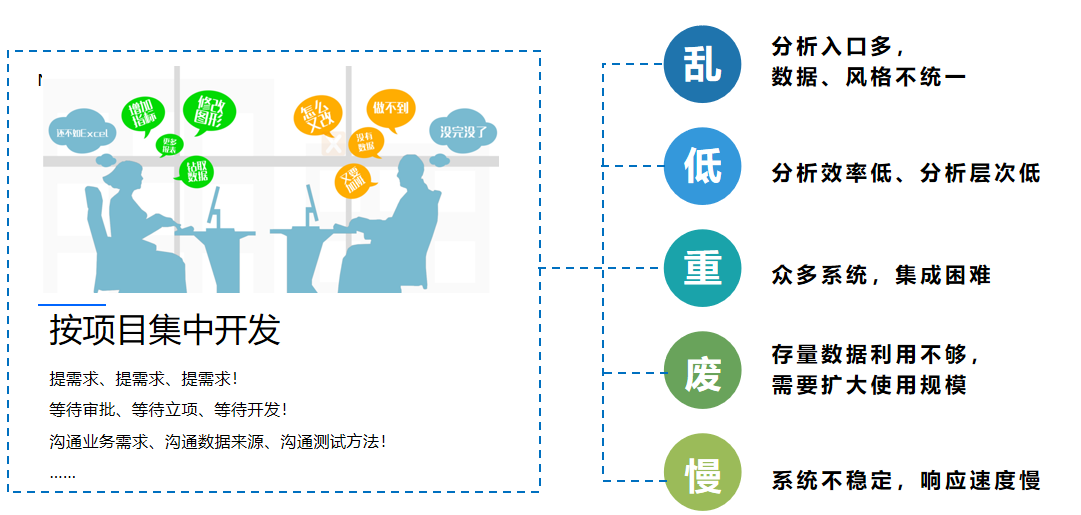 还不如Excel
增加
指标
修改
图形
更多
报表
拉取
数据
怎么
又改
做不到
没有
数据
又要
加班
没完没了
按项目集中开发
提需求、提需求、提需求！
等待审批、等待立项、等待开发！
沟通业务需求、沟通数据来源、沟通测试方法！
……
乱
分析入口多，
数据、风格不统一
低
分析效率低、分析层次低
重
众多系统，集成困难
废
存量数据利用不够，
需要扩大使用规模
慢
系统不稳定，响应速度慢